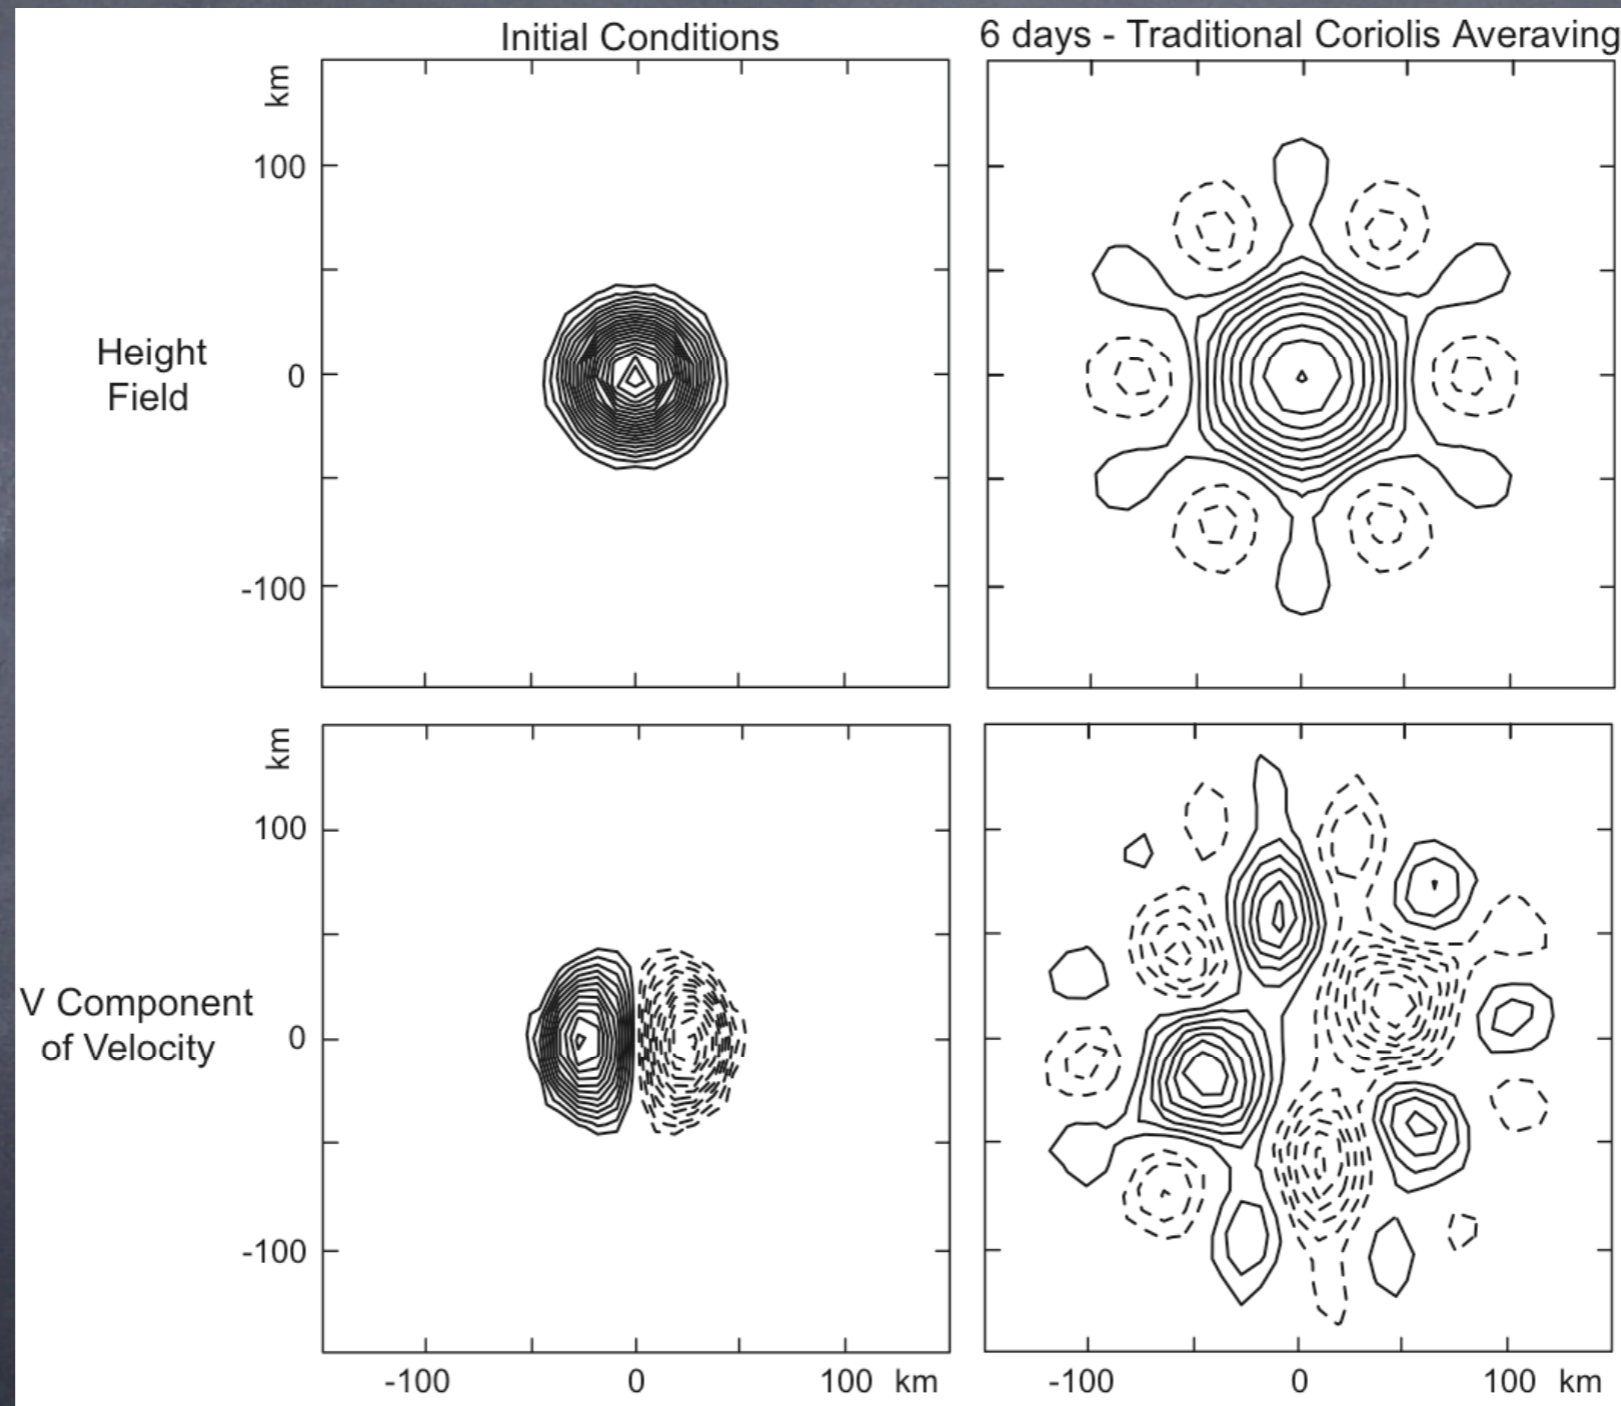 Initial Conditions
6 days - Traditional Coriolis Averaving
km
100
0
-100
Height
Field
km
100
0
-100
V Component
of Velocity
-100 0 100 km
-100 0 100 km